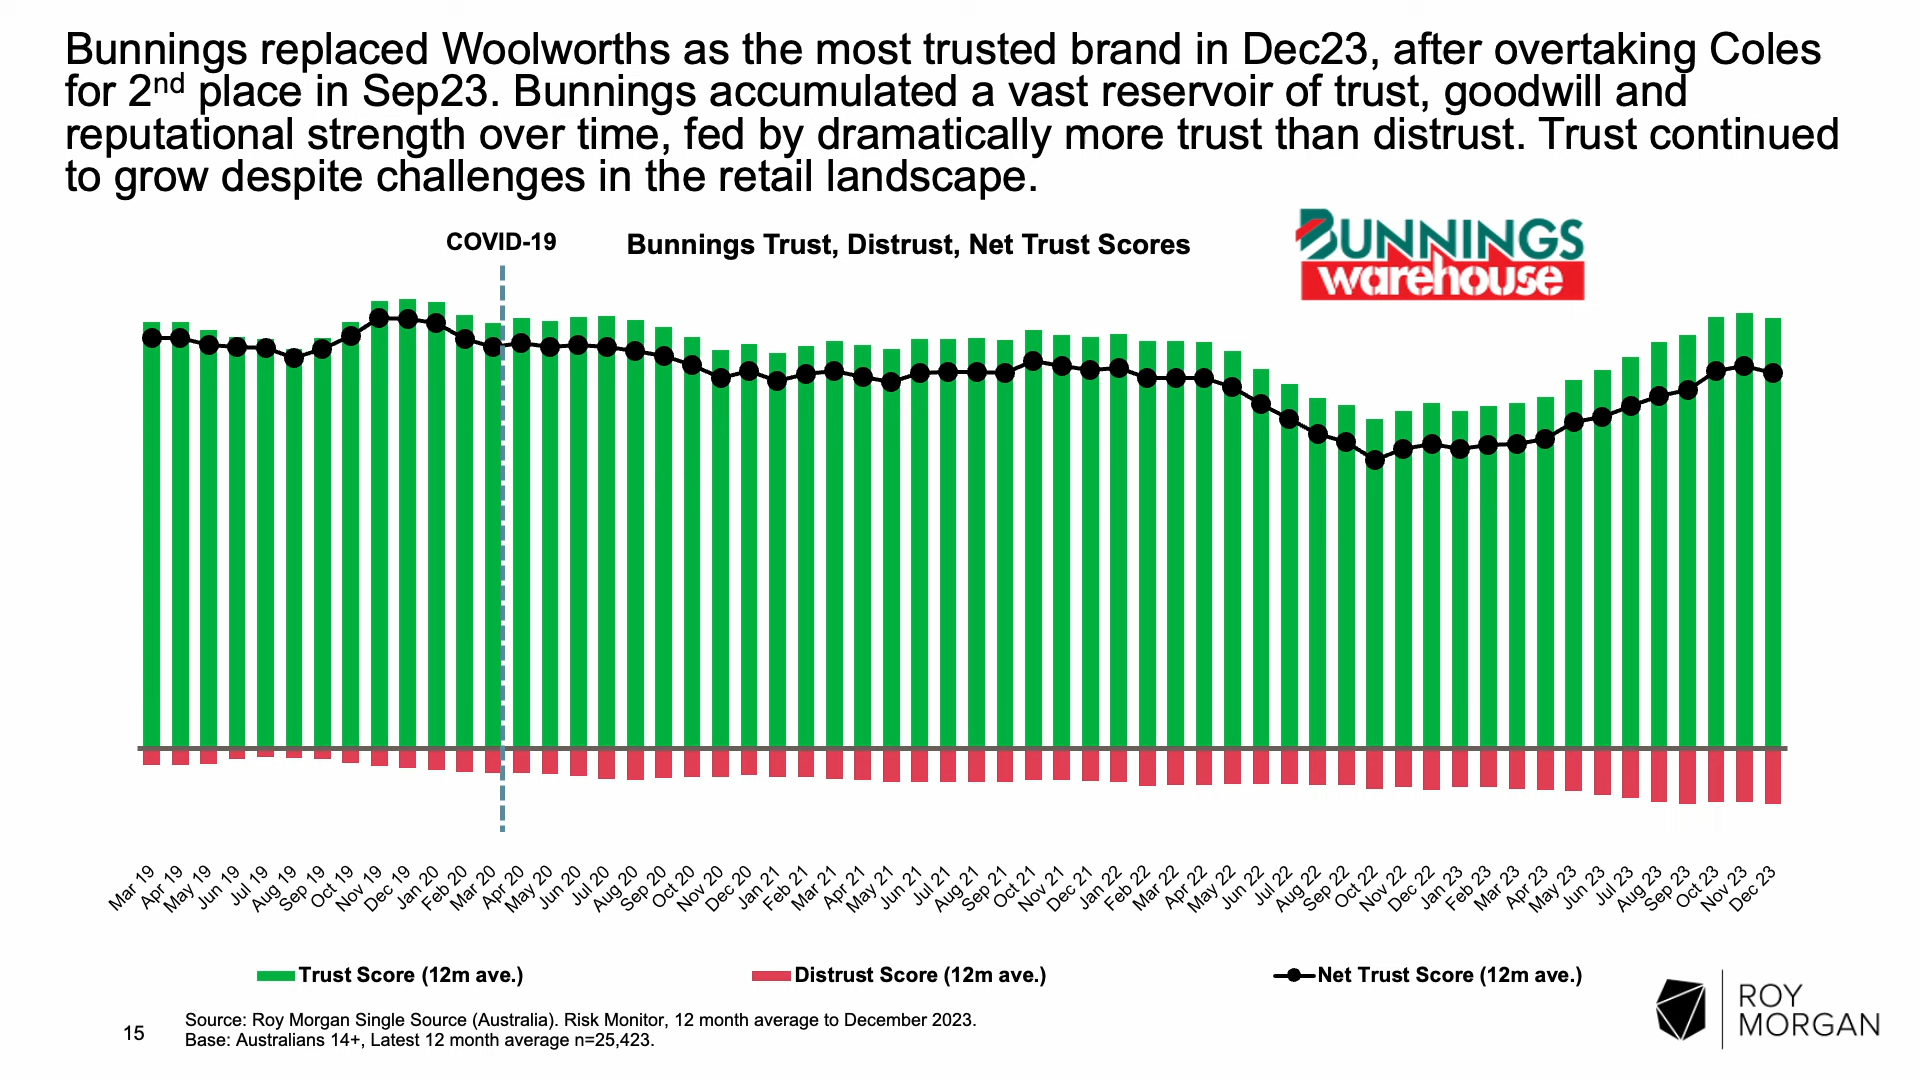 Bunnings replaced Woolworths as the most trusted brand in Dec23, after overtaking Coles
for 2nd place in Sep23. Bunnings accumulated a vast reservoir of trust, goodwill and
reputational strength over time, fed by dramatically more trust than distrust. Trust continued
to grow despite challenges in the retail landscape.
COVID-19
Bunnings Trust, Distrust, Net Trust Scores
BUNNINGS
warehouse
Mar 19
Apr 19
May 19
Jun 19
Jul 19
Aug 19
Sep 19
Oct 19
Nov 19
Dec 19
Jan 20
Feb 20
Mar 20
Apr 20
May 20
Jun 20
Jul 20
Aug 20
Sep 20
Oct 20
Nov 20
Dec 20
Jan 21
Feb 21
Mar 21
Apr 21
May 21
Jun 21
Jul 21
Aug 21
Sep 21
Oct 21
Nov 21
Dec 21
Jan 22
Feb 22
Mar 22
Apr 22
May 22
Jun 22
Jul 22
Aug 22
Sep 22
Oct 22
Nov 22
Dec 22
Jan 23
Feb 23
Mar 23
Apr 23
May 23
Jun 23
Jul 23
Aug 23
Sep 23
Oct 23
Nov 23
Dec 23
Trust Score (12m ave.)
Distrust Score (12m ave.)
Net Trust Score (12m ave.)
15
Source: Roy Morgan Single Source (Australia). Risk Monitor, 12 month average to December 2023.
Base: Australians 14+, Latest 12 month average n=25,423.
ROY
MORGAN